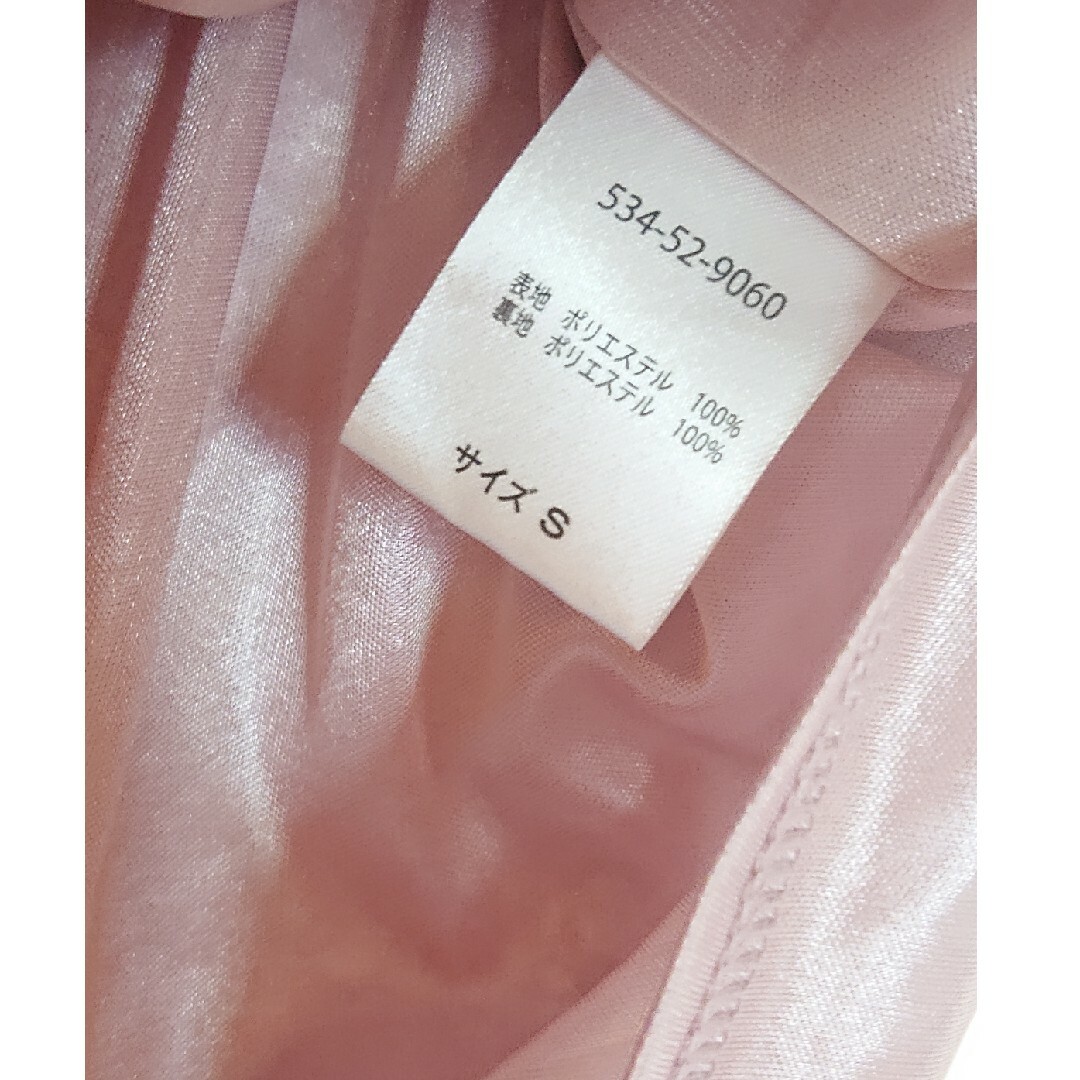 534-52-9060
表地 ポリエステル 100%
裏地 ポリエステル 100%
サイズ S